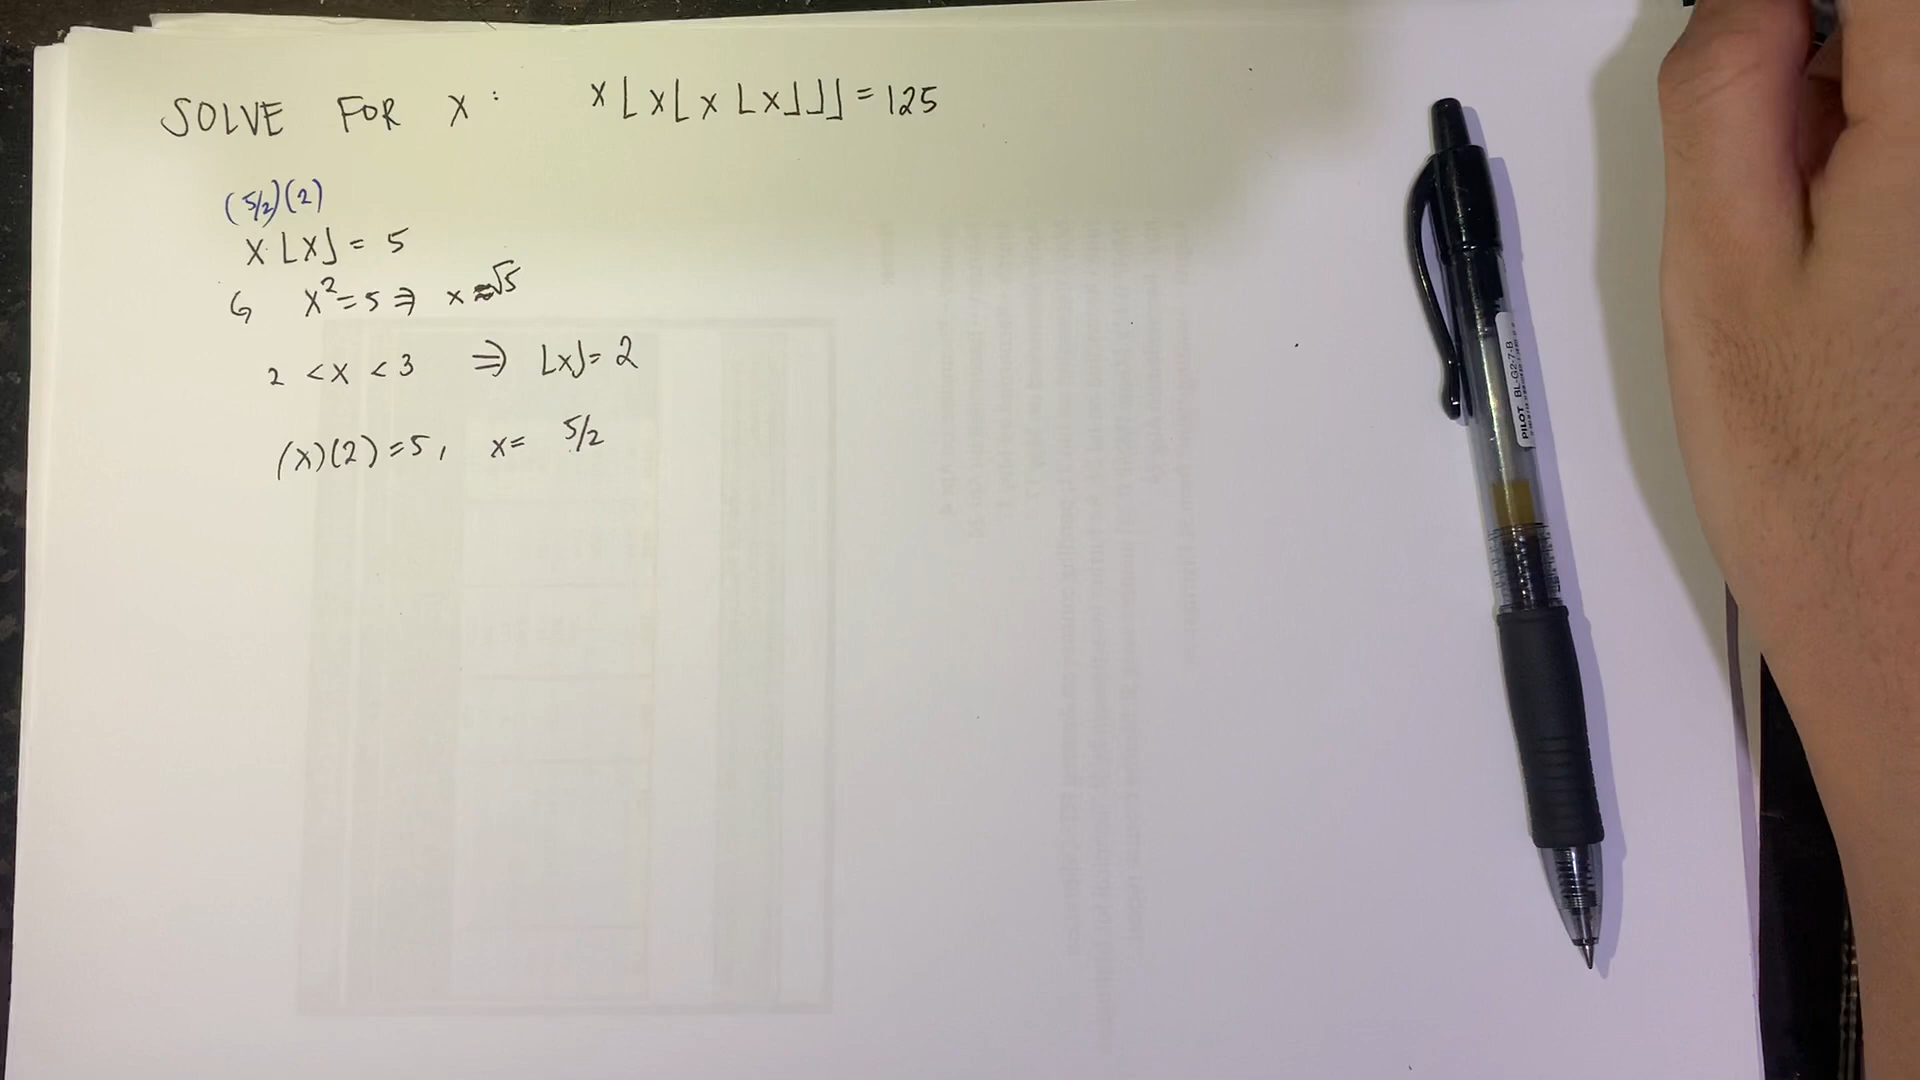 SOLVE FOR X: X⌊X⌊X⌊X⌋⌋⌋=125
(5/2)(2)
X⌊X⌋=5
↳ X²=5⇒ x≈√5
2<X<3 ⇒ ⌊X⌋=2
(X)(2)=5, X= 5/2
PILOT BL-G2-7-B